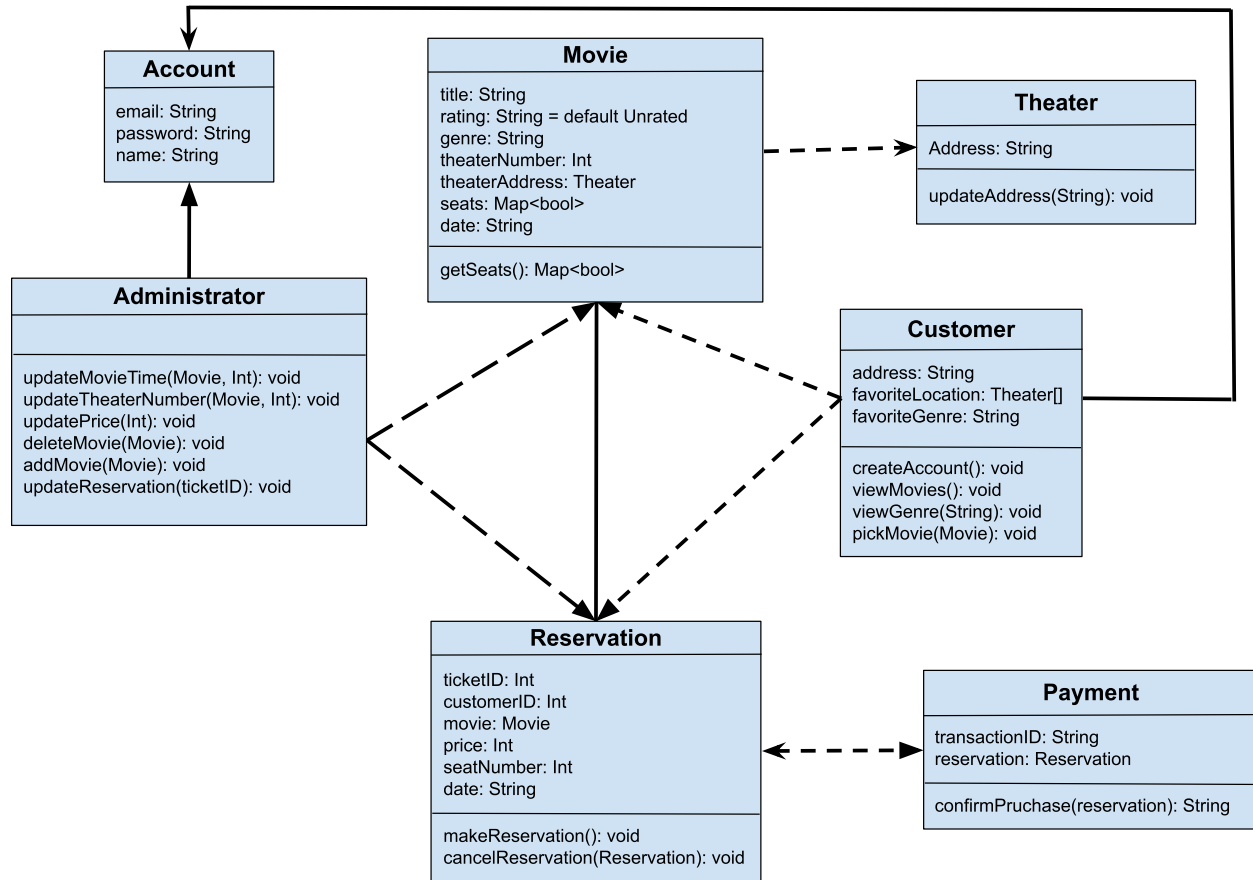 Account
email: String
password: String
name: String
Movie
title: String
rating: String = default Unrated
genre: String
theaterNumber: Int
theaterAddress: Theater
seats: Map<bool>
date: String
getSeats(): Map<bool>
Theater
Address: String
updateAddress(String): void
Administrator
updateMovieTime(Movie, Int): void
updateTheaterNumber(Movie, Int): void
updatePrice(Int): void
deleteMovie(Movie): void
addMovie(Movie): void
updateReservation(ticketID): void
Customer
address: String
favoriteLocation: Theater[]
favoriteGenre: String
createAccount(): void
viewMovies(): void
viewGenre(String): void
pickMovie(Movie): void
Reservation
ticketID: Int
customerID: Int
movie: Movie
price: Int
seatNumber: Int
date: String
makeReservation(): void
cancelReservation(Reservation): void
Payment
transactionID: String
reservation: Reservation
confirmPruchase(reservation): String